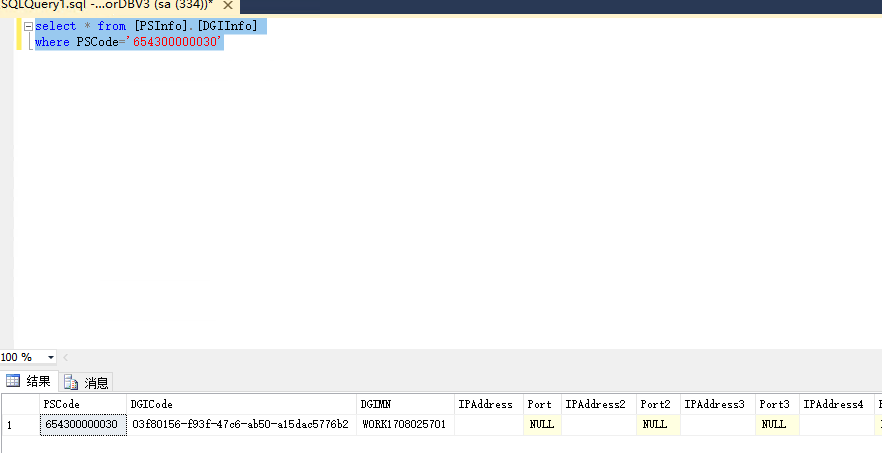 SQLQuery1.sql -...orDBV3 (sa (334))* ×
select * from [PSInfo].[DGIInfo]
where PSCode='654300000030'
100 %
结果 消息
PSCode DGICode DGIMN IPAddress Port IPAddress2 Port2 IPAddress3 Port3 IPAddress4
1 654300000030 03f80156-f93f-47c6-ab50-a15dac5776b2 WORK1708025701 NULL NULL NULL